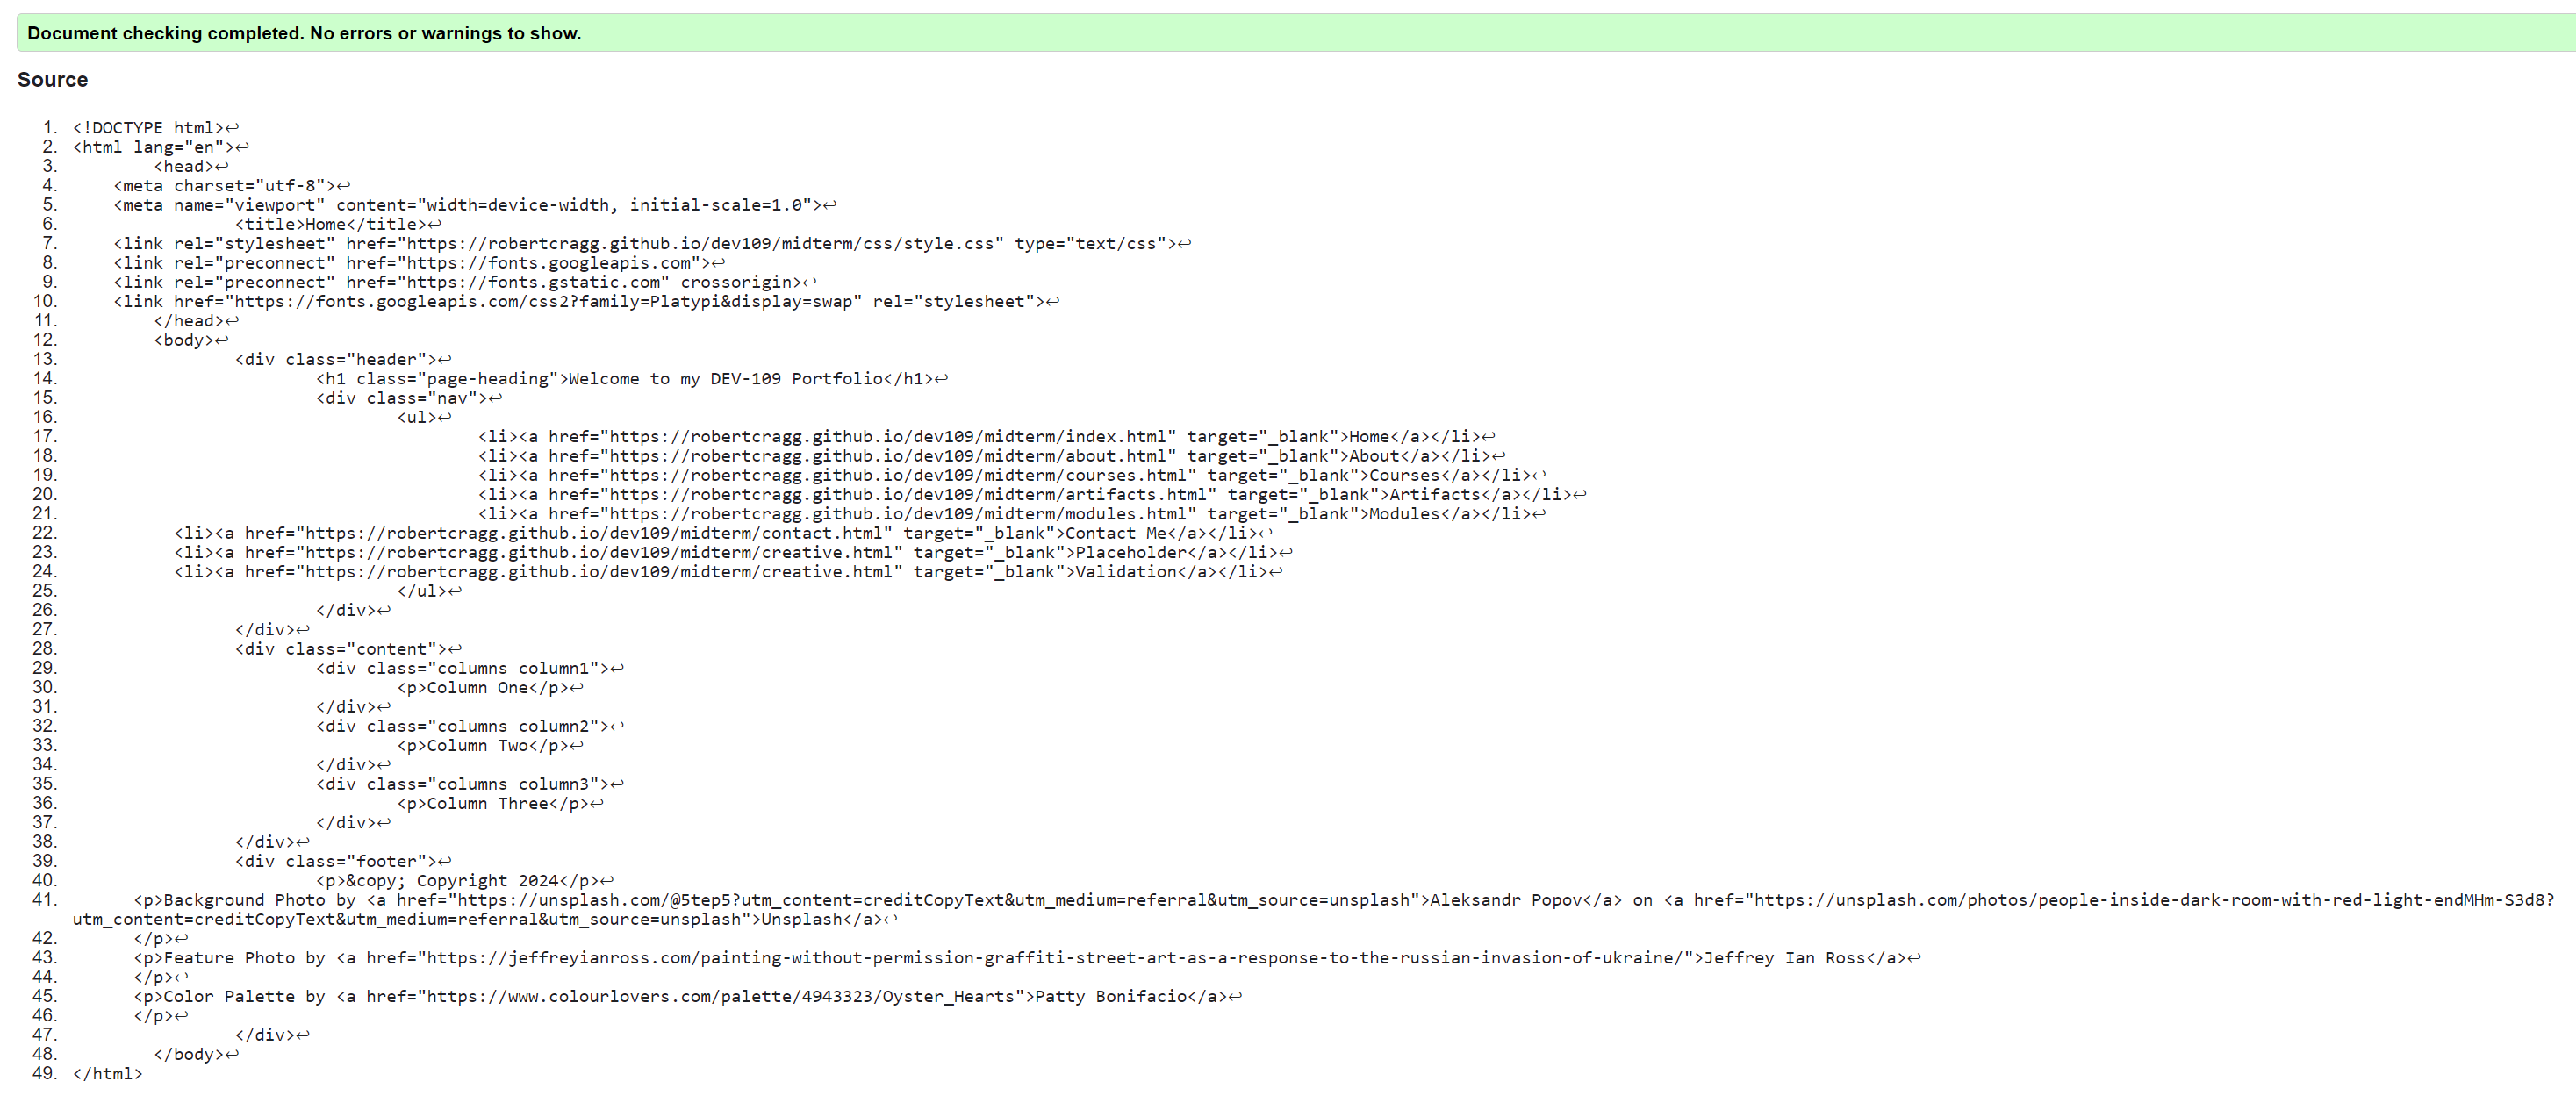 Document checking completed. No errors or warnings to show.
Source
1. <!DOCTYPE html>↩
2. <html lang="en">↩
3. <head>↩
4. <meta charset="utf-8">↩
5. <meta name="viewport" content="width=device-width, initial-scale=1.0">↩
6. <title>Home</title>↩
7. <link rel="stylesheet" href="https://robertcragg.github.io/dev109/midterm/css/style.css" type="text/css">↩
8. <link rel="preconnect" href="https://fonts.googleapis.com">↩
9. <link rel="preconnect" href="https://fonts.gstatic.com" crossorigin>↩
10. <link href="https://fonts.googleapis.com/css2?family=Platypi&display=swap" rel="stylesheet">↩
11. </head>↩
12. <body>↩
13. <div class="header">↩
14. <h1 class="page-heading">Welcome to my DEV-109 Portfolio</h1>↩
15. <div class="nav">↩
16. <ul>↩
17. <li><a href="https://robertcragg.github.io/dev109/midterm/index.html" target="_blank">Home</a></li>↩
18. <li><a href="https://robertcragg.github.io/dev109/midterm/about.html" target="_blank">About</a></li>↩
19. <li><a href="https://robertcragg.github.io/dev109/midterm/courses.html" target="_blank">Courses</a></li>↩
20. <li><a href="https://robertcragg.github.io/dev109/midterm/artifacts.html" target="_blank">Artifacts</a></li>↩
21. <li><a href="https://robertcragg.github.io/dev109/midterm/modules.html" target="_blank">Modules</a></li>↩
22. <li><a href="https://robertcragg.github.io/dev109/midterm/contact.html" target="_blank">Contact Me</a></li>↩
23. <li><a href="https://robertcragg.github.io/dev109/midterm/creative.html" target="_blank">Placeholder</a></li>↩
24. <li><a href="https://robertcragg.github.io/dev109/midterm/creative.html" target="_blank">Validation</a></li>↩
25. </ul>↩
26. </div>↩
27. </div>↩
28. <div class="content">↩
29. <div class="columns column1">↩
30. <p>Column One</p>↩
31. </div>↩
32. <div class="columns column2">↩
33. <p>Column Two</p>↩
34. </div>↩
35. <div class="columns column3">↩
36. <p>Column Three</p>↩
37. </div>↩
38. </div>↩
39. <div class="footer">↩
40. <p>&copy; Copyright 2024</p>↩
41. <p>Background Photo by <a href="https://unsplash.com/@5tep5?utm_content=creditCopyText&utm_medium=referral&utm_source=unsplash">Aleksandr Popov</a> on <a href="https://unsplash.com/photos/people-inside-dark-room-with-red-light-endMHm-S3d8?
utm_content=creditCopyText&utm_medium=referral&utm_source=unsplash">Unsplash</a>↩
42. </p>↩
43. <p>Feature Photo by <a href="https://jeffreyianross.com/painting-without-permission-graffiti-street-art-as-a-response-to-the-russian-invasion-of-ukraine/">Jeffrey Ian Ross</a>↩
44. </p>↩
45. <p>Color Palette by <a href="https://www.colourlovers.com/palette/4943323/Oyster_Hearts">Patty Bonifacio</a>↩
46. </p>↩
47. </div>↩
48. </body>↩
49. </html>